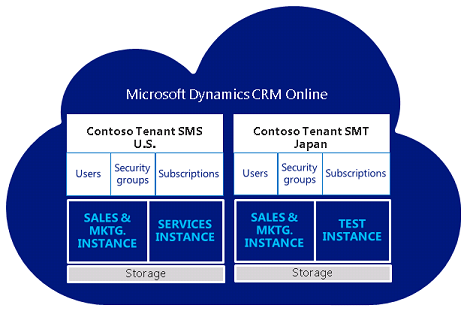 Microsoft Dynamics CRM Online
Contoso Tenant SMS
U.S.
Users
Security
groups
Subscriptions
SALES &
MKTG.
INSTANCE
SERVICES
INSTANCE
Storage
Contoso Tenant SMT
Japan
Users
Security
groups
Subscriptions
SALES &
MKTG.
INSTANCE
TEST
INSTANCE
Storage